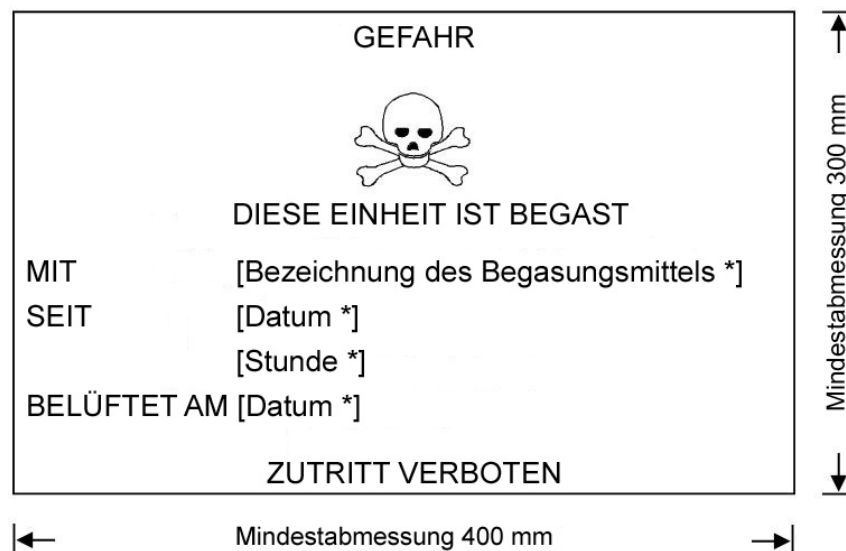 GEFAHR
DIESE EINHEIT IST BEGAST
MIT [Bezeichnung des Begasungsmittels *]
SEIT [Datum *]
[Stunde *]
BELÜFTET AM [Datum *]
ZUTRITT VERBOTEN
Mindestabmessung 400 mm
Mindestabmessung 300 mm